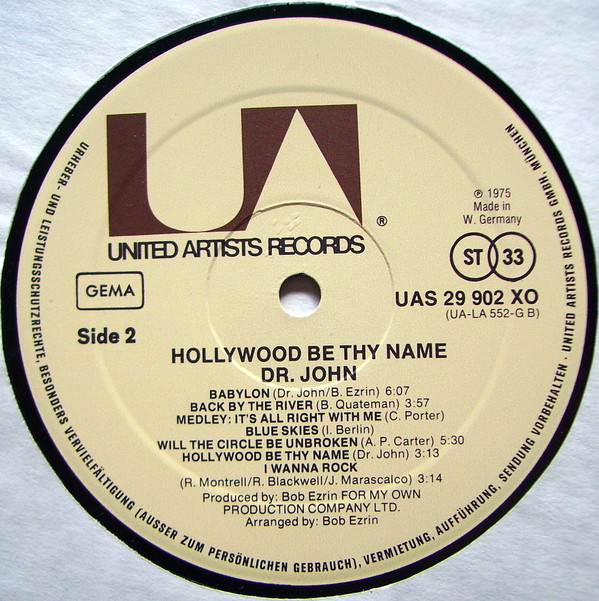 UA
®
UNITED ARTISTS RECORDS
℗ 1975
Made in
W. Germany
GEMA
ST 33
Side 2
UAS 29 902 XO
(UA-LA 552-G B)
HOLLYWOOD BE THY NAME
DR. JOHN
BABYLON (Dr. John/B. Ezrin) 6:07
BACK BY THE RIVER (B. Quateman) 3:57
MEDLEY: IT'S ALL RIGHT WITH ME (C. Porter)
BLUE SKIES (I. Berlin)
WILL THE CIRCLE BE UNBROKEN (A. P. Carter) 5:30
HOLLYWOOD BE THY NAME (Dr. John) 3:13
I WANNA ROCK
(R. Montrell/R. Blackwell/J. Marascalco) 3:14
Produced by: Bob Ezrin FOR MY OWN
PRODUCTION COMPANY LTD.
Arranged by: Bob Ezrin
URHEBER- UND LEISTUNGSSCHUTZRECHTE, BESONDERS VERVIELFÄLTIGUNG (AUSSER ZUM PERSÖNLICHEN GEBRAUCH), VERMIETUNG, AUFFÜHRUNG, SENDUNG VORBEHALTEN · UNITED ARTISTS RECORDS GMBH, MÜNCHEN